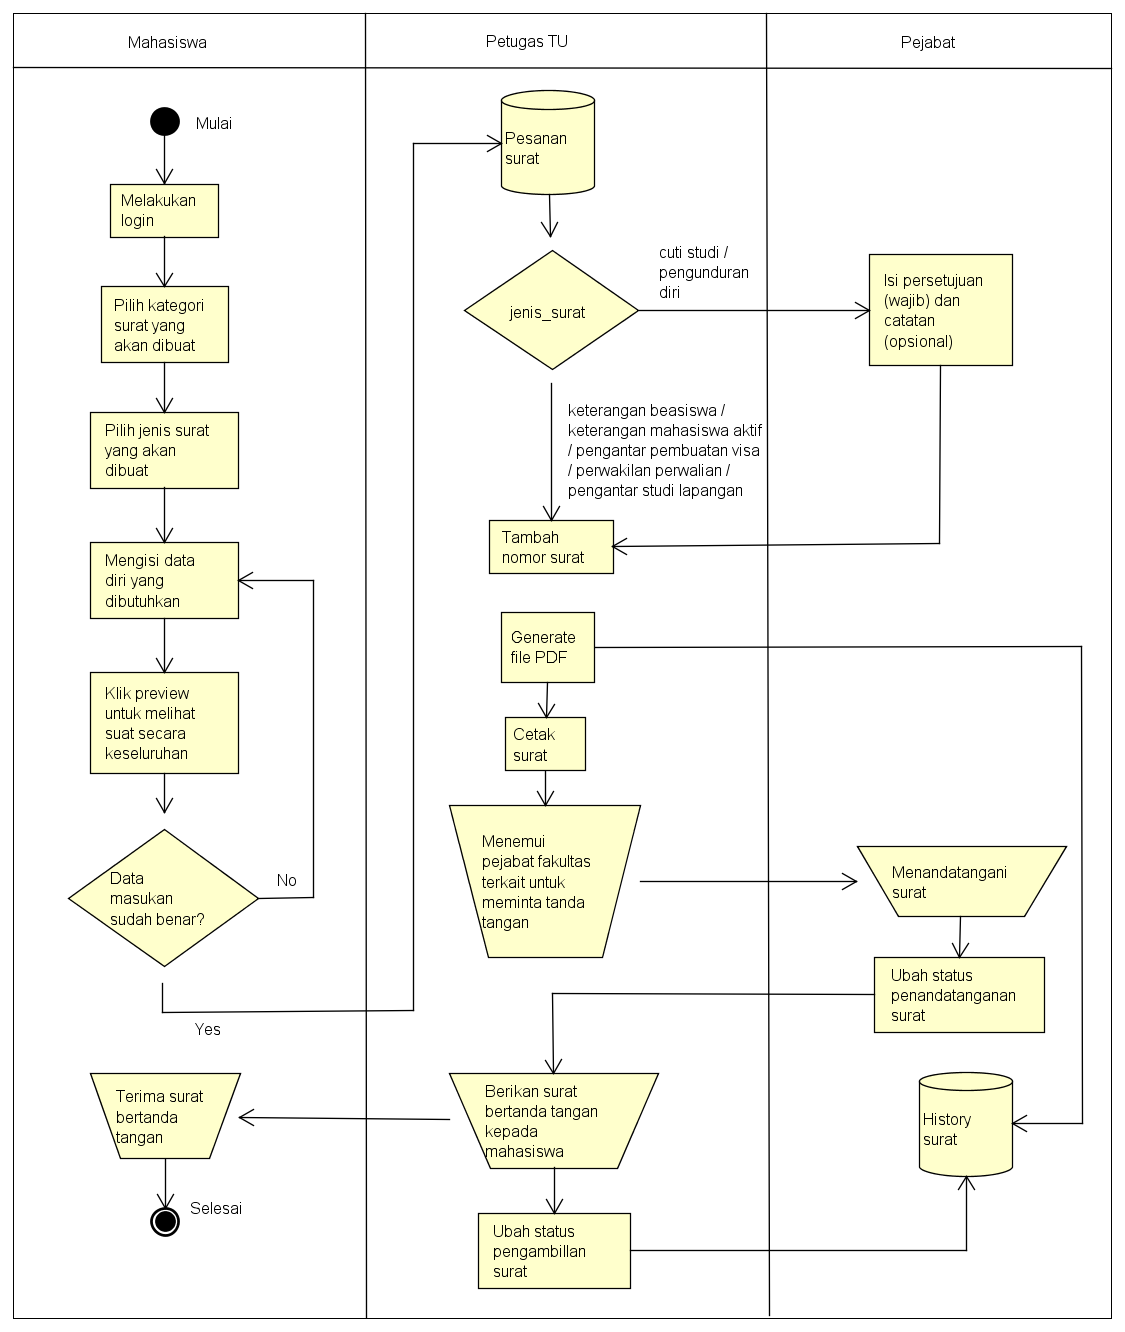 Mahasiswa
Petugas TU
Pejabat
Mulai
Melakukan
login
Pilih kategori
surat yang
akan dibuat
Pilih jenis surat
yang akan
dibuat
Mengisi data
diri yang
dibutuhkan
Klik preview
untuk melihat
suat secara
keseluruhan
Data
masukan
sudah benar?
No
Yes
Terima surat
bertanda
tangan
Selesai
Pesanan
surat
jenis_surat
cuti studi /
pengunduran
diri
keterangan beasiswa /
keterangan mahasiswa aktif
/ pengantar pembuatan visa
/ perwakilan perwalian /
pengantar studi lapangan
Tambah
nomor surat
Generate
file PDF
Cetak
surat
Menemui
pejabat fakultas
terkait untuk
meminta tanda
tangan
Berikan surat
bertanda tangan
kepada
mahasiswa
Ubah status
pengambillan
surat
Isi persetujuan
(wajib) dan
catatan
(opsional)
Menandatangani
surat
Ubah status
penandatanganan
surat
History
surat